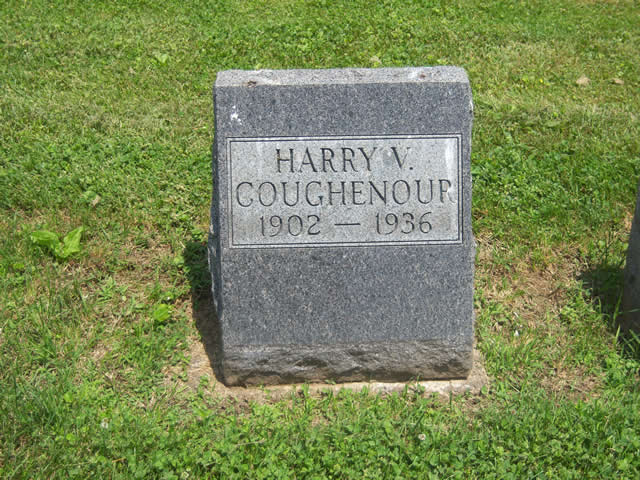 HARRY V.
COUGHENOUR
1902 — 1936